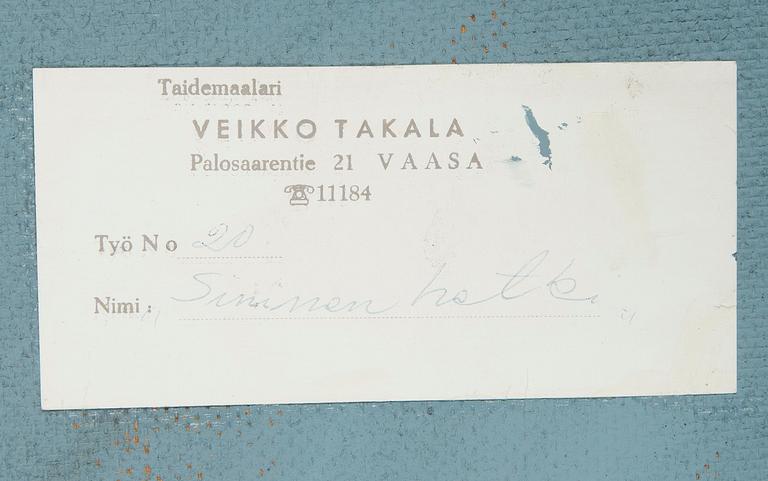 Taidemaalari
VEIKKO TAKALA
Palosaarentie 21 VAASA
☎ 11184
Työ No 20
Nimi: „Sininen hetki"